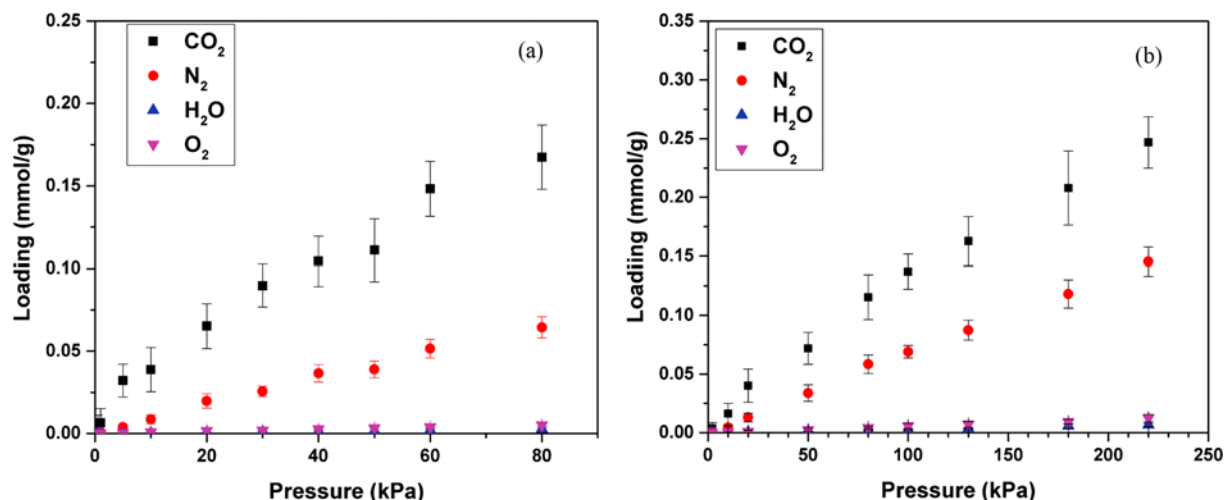 (a)
CO₂
N₂
H₂O
O₂
Loading (mmol/g)
0.25
0.20
0.15
0.10
0.05
0.00
0 20 40 60 80
Pressure (kPa)
(b)
CO₂
N₂
H₂O
O₂
Loadiing (mmol/g)
0.35
0.30
0.25
0.20
0.15
0.10
0.05
0.00
0 50 100 150 200 250
Pressure (kPa)